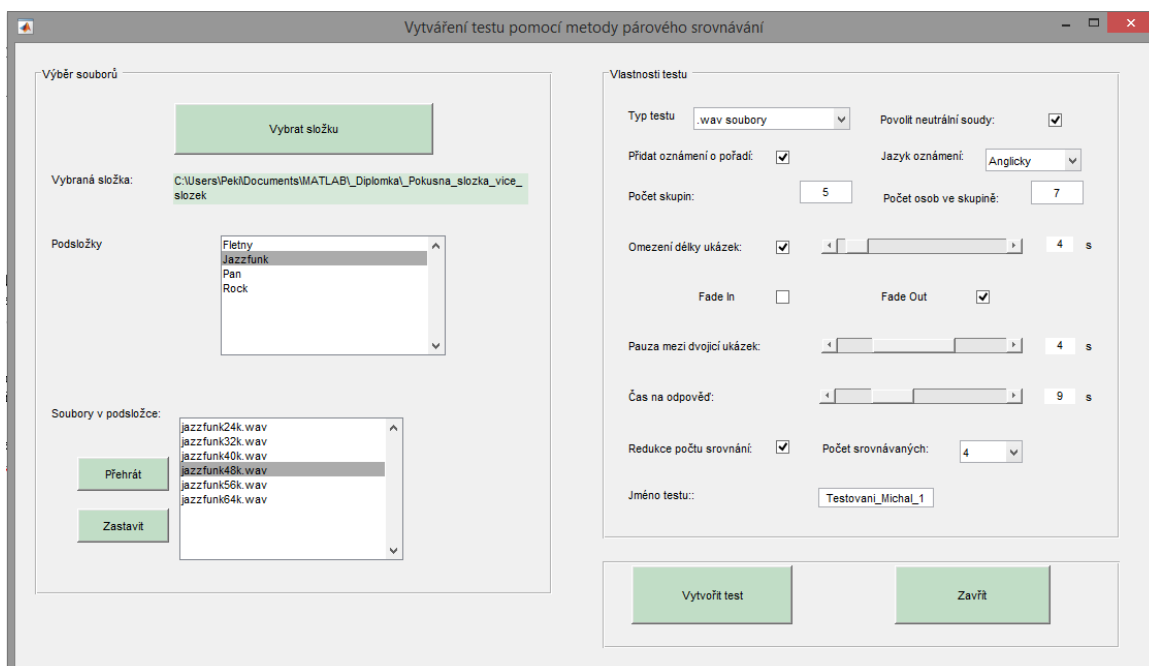 Vytváření testu pomocí metody párového srovnávání
Výběr souborů
Vybrat složku
Vybraná složka:
C:\Users\Peki\Documents\MATLAB\_Diplomka\_Pokusna_slozka_vice_
slozek
Podsložky
Fletny
Jazzfunk
Pan
Rock
Soubory v podsložce:
jazzfunk24k.wav
jazzfunk32k.wav
jazzfunk40k.wav
jazzfunk48k.wav
jazzfunk56k.wav
jazzfunk64k.wav
Přehrát
Zastavit
Vlastnosti testu
Typ testu .wav soubory Povolit neutrální soudy:
Přidat oznámení o pořadí: Jazyk oznámení: Anglicky
Počet skupin: 5 Počet osob ve skupině: 7
Omezení délky ukázek: 4 s
Fade In Fade Out
Pauza mezi dvojicí ukázek: 4 s
Čas na odpověď: 9 s
Redukce počtu srovnání: Počet srovnávaných: 4
Jméno testu:: Testovani_Michal_1
Vytvořit test Zavřít